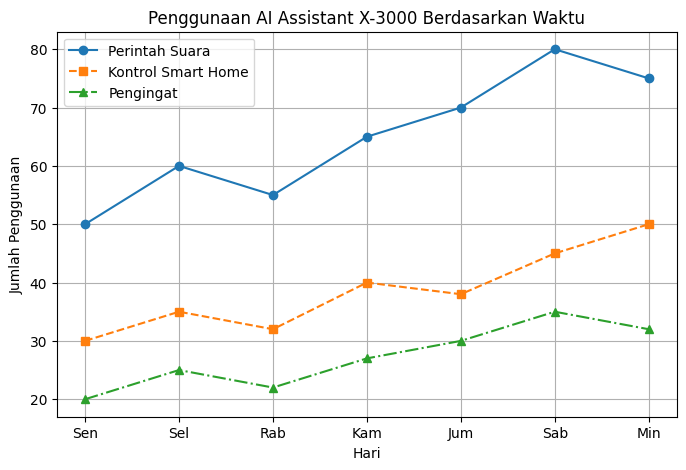 Penggunaan AI Assistant X-3000 Berdasarkan Waktu
Perintah Suara
Kontrol Smart Home
Pengingat
Jumlah Penggunaan
80
70
60
50
40
30
20
Sen Sel Rab Kam Jum Sab Min
Hari